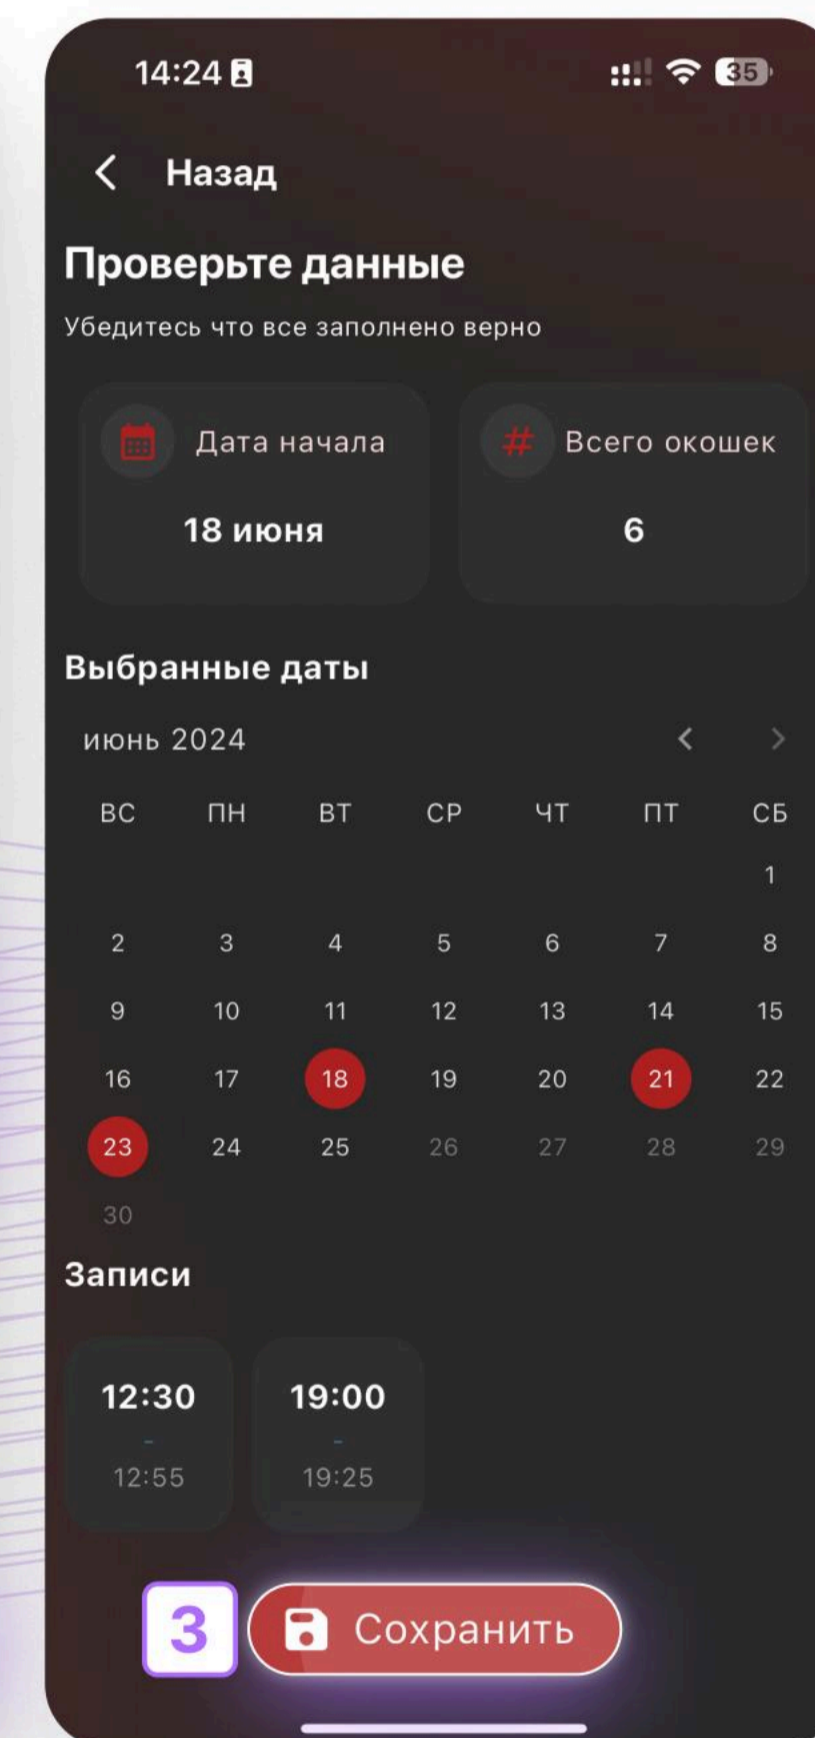 14:24 35
Назад
Проверьте данные
Убедитесь что все заполнено верно
Дата начала
18 июня
# Всего окошек
6
Выбранные даты
июнь 2024
ВС ПН ВТ СР ЧТ ПТ СБ
1
2 3 4 5 6 7 8
9 10 11 12 13 14 15
16 17 18 19 20 21 22
23 24 25 26 27 28 29
30
Записи
12:30
-
12:55
19:00
-
19:25
3 Сохранить